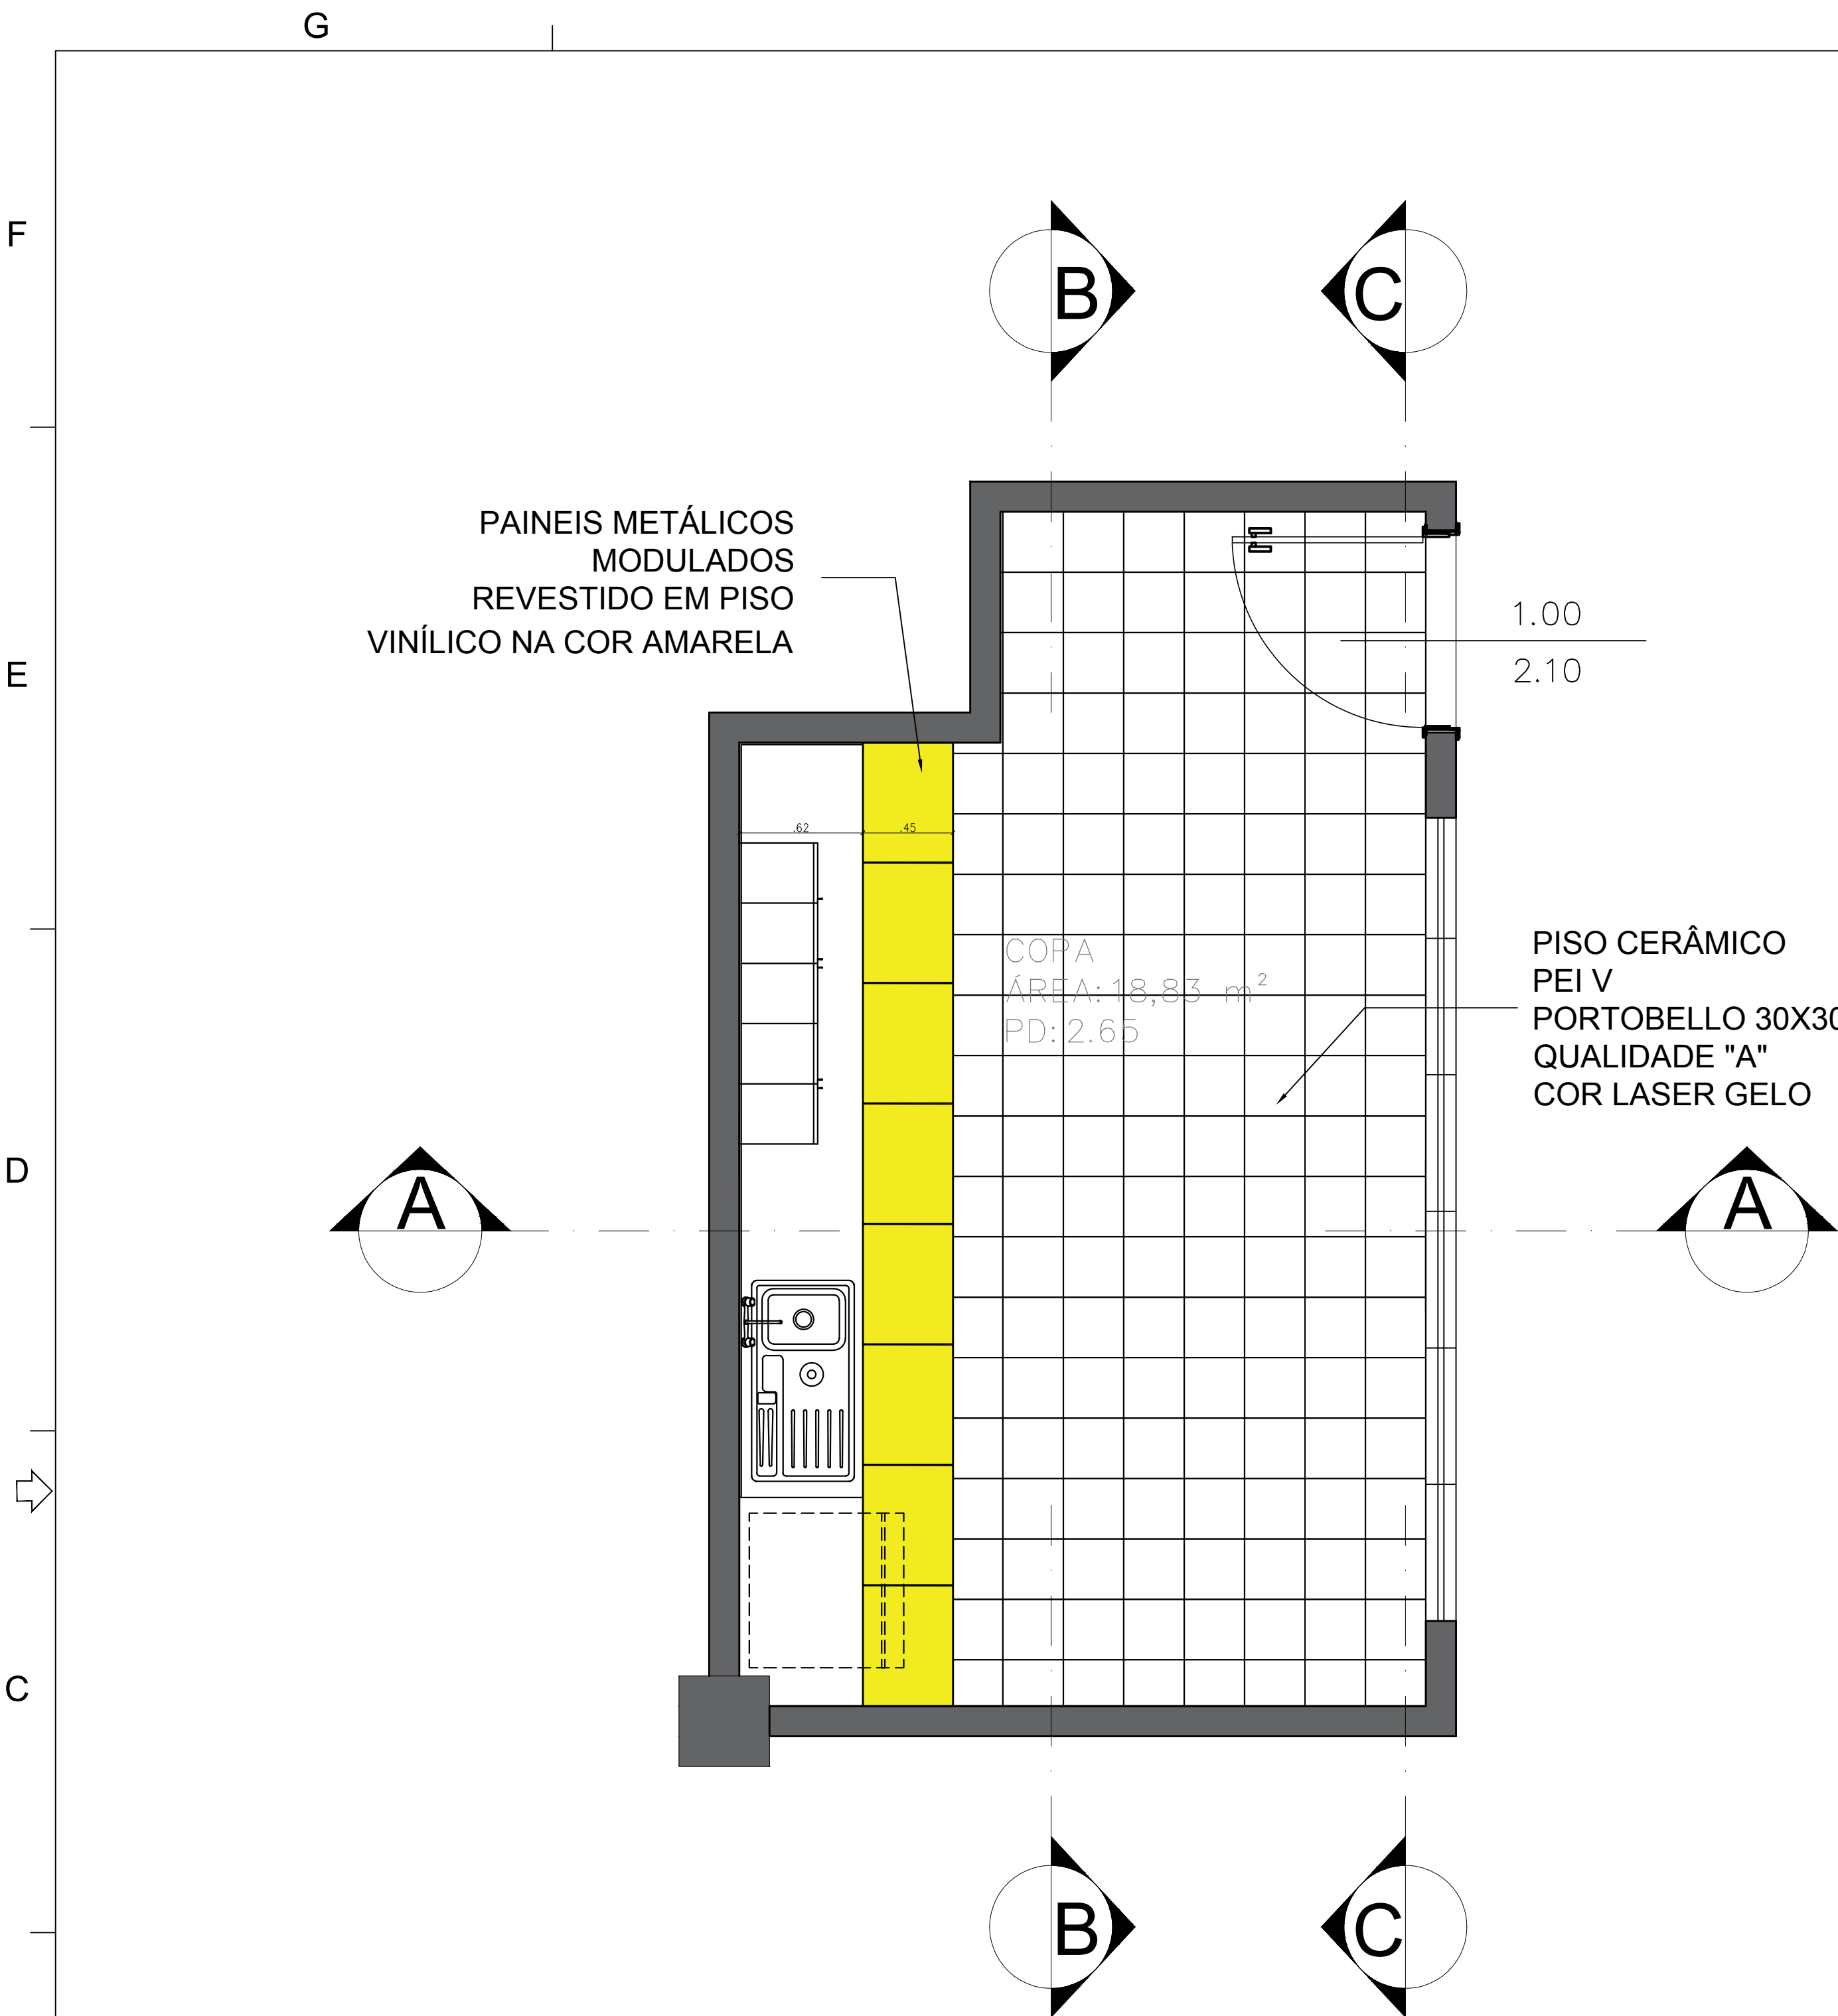 G
F
B
C
PAINEIS METÁLICOS
MODULADOS
REVESTIDO EM PISO
VINÍLICO NA COR AMARELA
1.00
2.10
E
.62
.45
COPA
ÁREA:18,83 m²
PD:2.65
PISO CERÂMICO
PEI V
PORTOBELLO 30X30
QUALIDADE "A"
COR LASER GELO
D
A
A
C
B
C